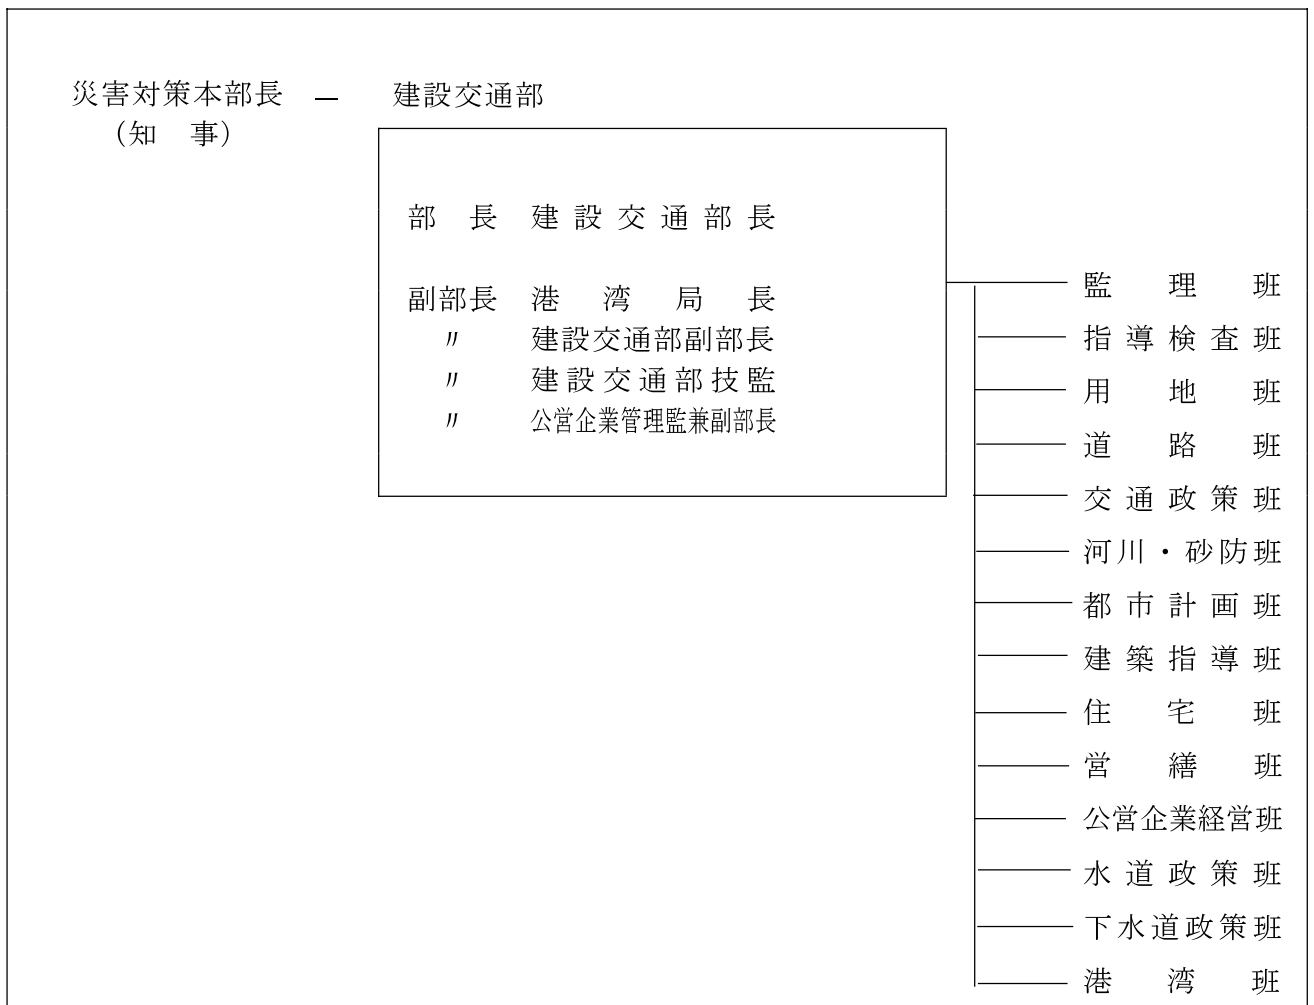 災害対策本部長 ― 建設交通部
(知 事)
部 長 建設交通部長
副部長 港湾局長
〃 建設交通部副部長
〃 建設交通部技監
〃 公営企業管理監兼副部長
監理班
指導検査班
用地班
道路班
交通政策班
河川・砂防班
都市計画班
建築指導班
住宅班
営繕班
公営企業経営班
水道政策班
下水道政策班
港湾班